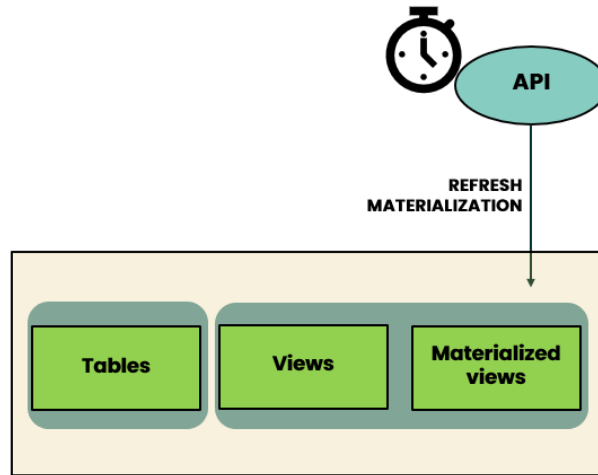 API
REFRESH
MATERIALIZATION
Tables
Views
Materialized
views